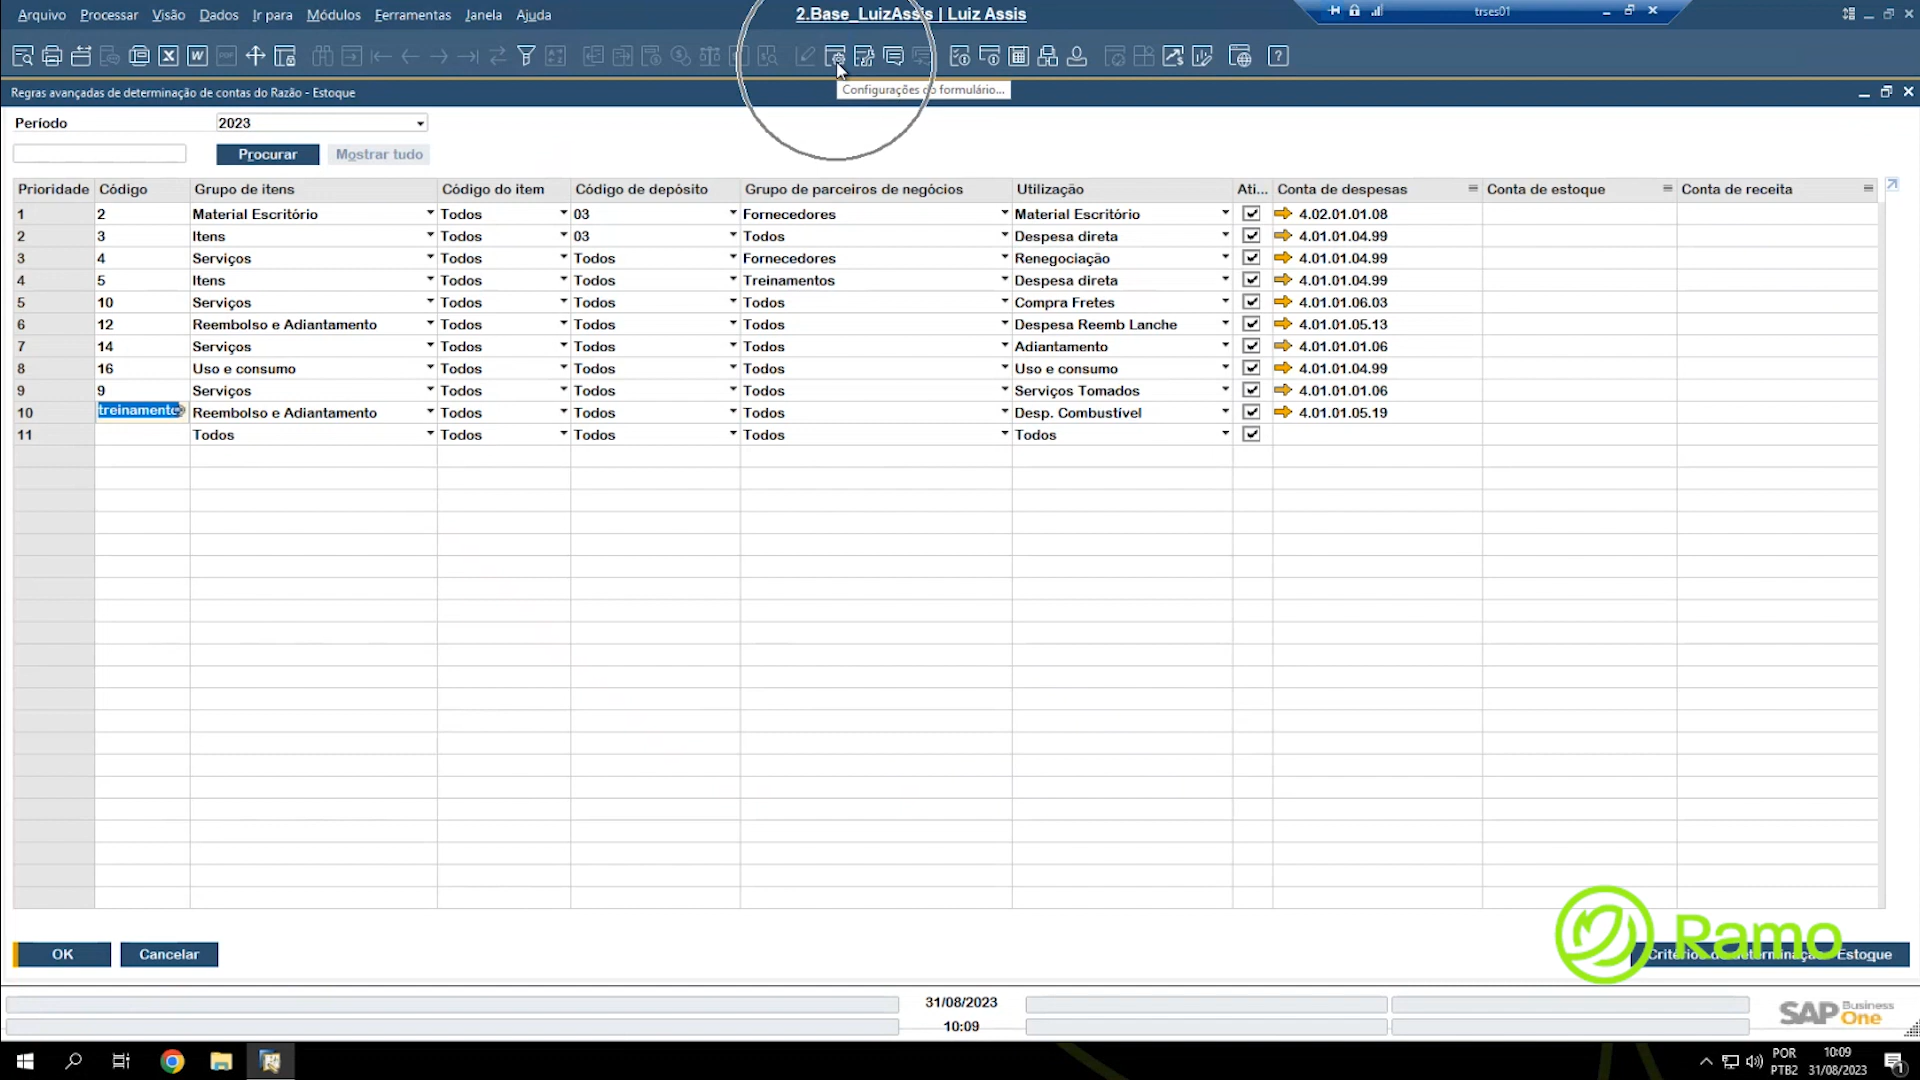 Arquivo Processar Visão Dados Ir para Módulos Ferramentas Janela Ajuda
2.Base_LuizAssis | Luiz Assis
trses01
Configurações do formulário...
Regras avançadas de determinação de contas do Razão - Estoque
Período 2023
Procurar Mostrar tudo
Prioridade Código Grupo de itens Código do item Código de depósito Grupo de parceiros de negócios Utilização Ati... Conta de despesas Conta de estoque Conta de receita
1 2 Material Escritório Todos 03 Fornecedores Material Escritório 4.02.01.01.08
2 3 Itens Todos 03 Todos Despesa direta 4.01.01.04.99
3 4 Serviços Todos Todos Fornecedores Renegociação 4.01.01.04.99
4 5 Itens Todos Todos Treinamentos Despesa direta 4.01.01.04.99
5 10 Serviços Todos Todos Todos Compra Fretes 4.01.01.06.03
6 12 Reembolso e Adiantamento Todos Todos Todos Despesa Reemb Lanche 4.01.01.05.13
7 14 Serviços Todos Todos Todos Adiantamento 4.01.01.01.06
8 16 Uso e consumo Todos Todos Todos Uso e consumo 4.01.01.04.99
9 9 Serviços Todos Todos Todos Serviços Tomados 4.01.01.01.06
10 treinamento Reembolso e Adiantamento Todos Todos Todos Desp. Combustível 4.01.01.05.19
11 Todos Todos Todos Todos Todos
Ramo
OK Cancelar Estoque
31/08/2023
10:09
SAP Business One
POR
PTB2
10:09
31/08/2023
1